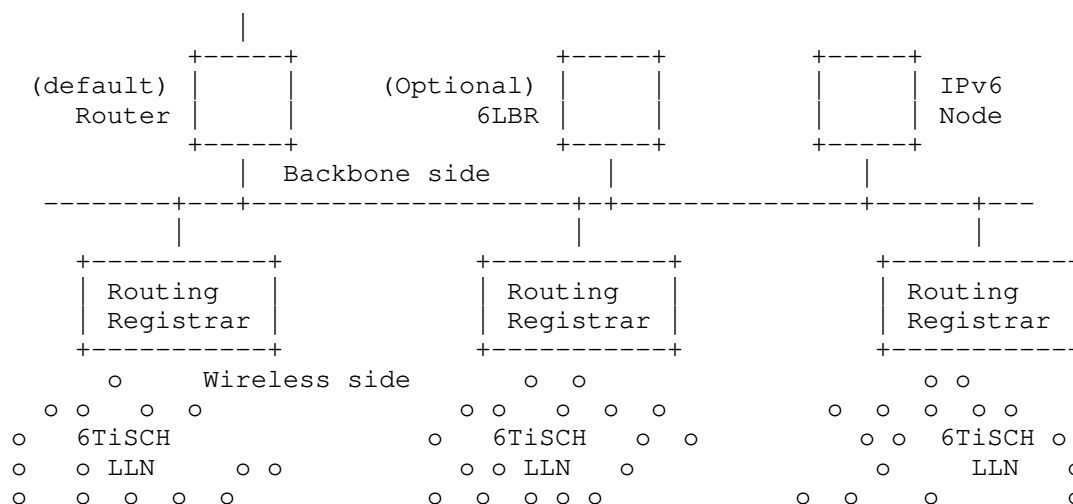 (default) (Optional) IPv6
Router 6LBR Node
Backbone side
Routing Routing Routing
Registrar Registrar Registrar
Wireless side
6TiSCH 6TiSCH 6TiSCH
LLN LLN LLN